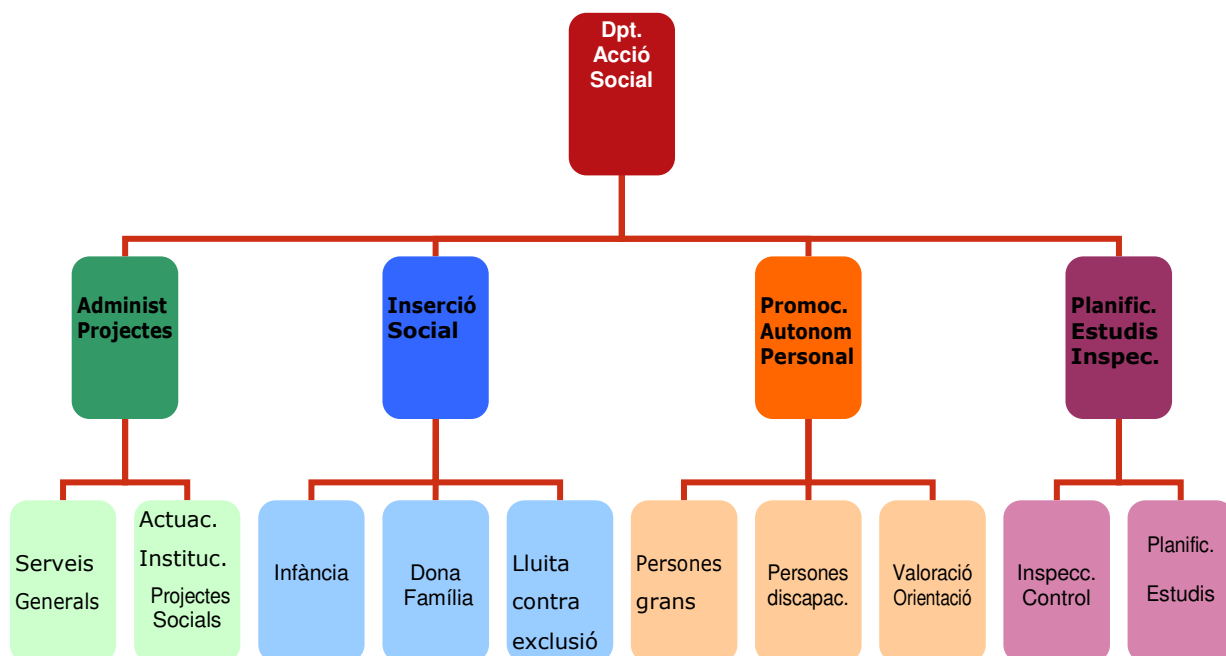 Dpt.
Acció
Social
Administ
Projectes
Inserció
Social
Promoc.
Autonom
Personal
Planific.
Estudis
Inspec.
Serveis
Generals
Actuac.
Instituc.
Projectes
Socials
Infància
Dona
Família
Lluita
contra
exclusió
Persones
grans
Persones
discapac.
Valoració
Orientació
Inspecc.
Control
Planific.
Estudis